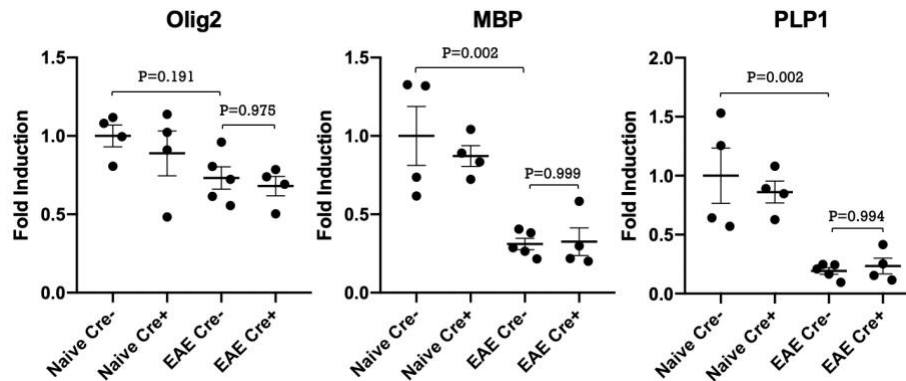 Olig2
Fold Induction
1.5
1.0
0.5
0.0
P=0.191
P=0.975
Naive Cre-
Naive Cre+
EAE Cre-
EAE Cre+
MBP
Fold Induction
1.5
1.0
0.5
0.0
P=0.002
P=0.999
Naive Cre-
Naive Cre+
EAE Cre-
EAE Cre+
PLP1
Fold Induction
2.0
1.5
1.0
0.5
0.0
P=0.002
P=0.994
Naive Cre-
Naive Cre+
EAE Cre-
EAE Cre+